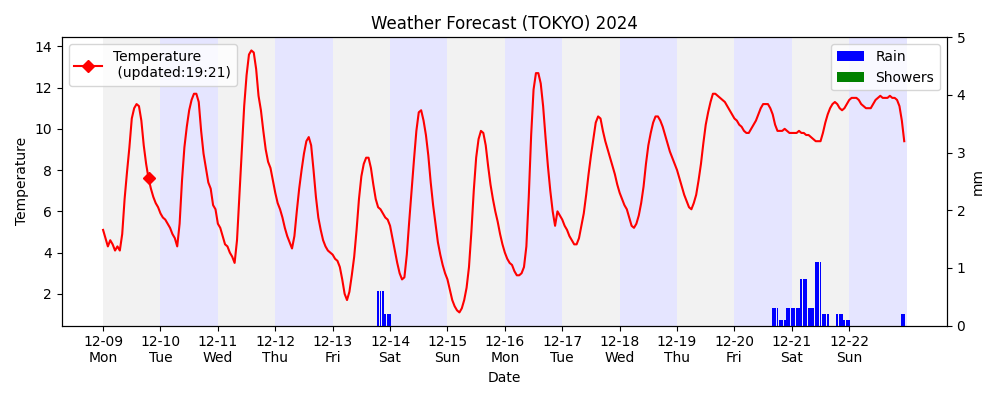 Weather Forecast (TOKYO) 2024
Temperature
(updated:19:21)
Rain
Showers
Temperature
14
12
10
8
6
4
2
5
4
3
2
1
0
mm
12-09 12-10 12-11 12-12 12-13 12-14 12-15 12-16 12-17 12-18 12-19 12-20 12-21 12-22
Mon Tue Wed Thu Fri Sat Sun Mon Tue Wed Thu Fri Sat Sun
Date